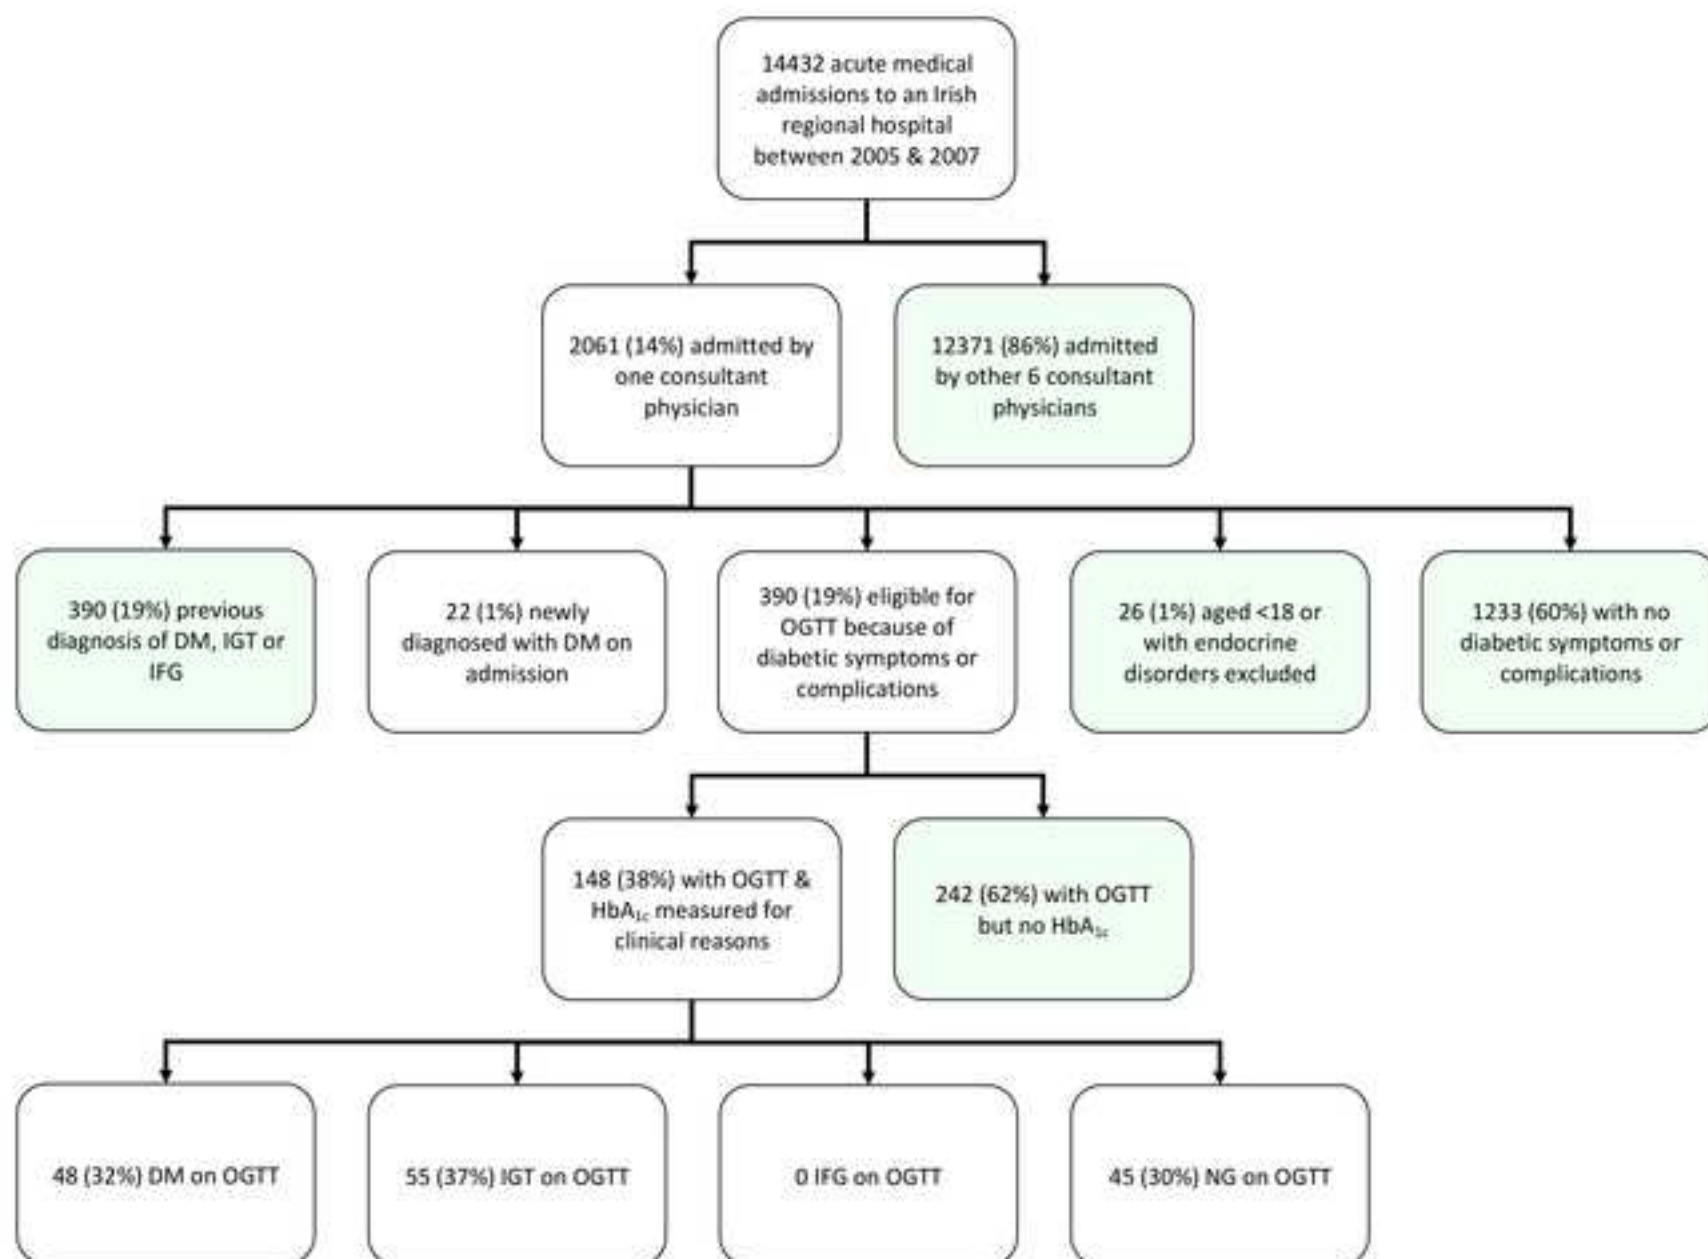 14432 acute medical
admissions to an Irish
regional hospital
between 2005 & 2007
2061 (14%) admitted by
one consultant
physician
12371 (86%) admitted
by other 6 consultant
physicians
390 (19%) previous
diagnosis of DM, IGT or
IFG
22 (1%) newly
diagnosed with DM on
admission
390 (19%) eligible for
OGTT because of
diabetic symptoms or
complications
26 (1%) aged <18 or
with endocrine
disorders excluded
1233 (60%) with no
diabetic symptoms or
complications
148 (38%) with OGTT &
HbA1c measured for
clinical reasons
242 (62%) with OGTT
but no HbA1c
48 (32%) DM on OGTT
55 (37%) IGT on OGTT
0 IFG on OGTT
45 (30%) NG on OGTT